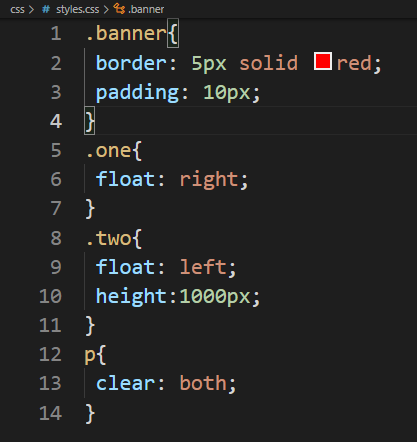 css > # styles.css > .banner
1 .banner{
2 border: 5px solid red;
3 padding: 10px;
4 }
5 .one{
6 float: right;
7 }
8 .two{
9 float: left;
10 height:1000px;
11 }
12 p{
13 clear: both;
14 }